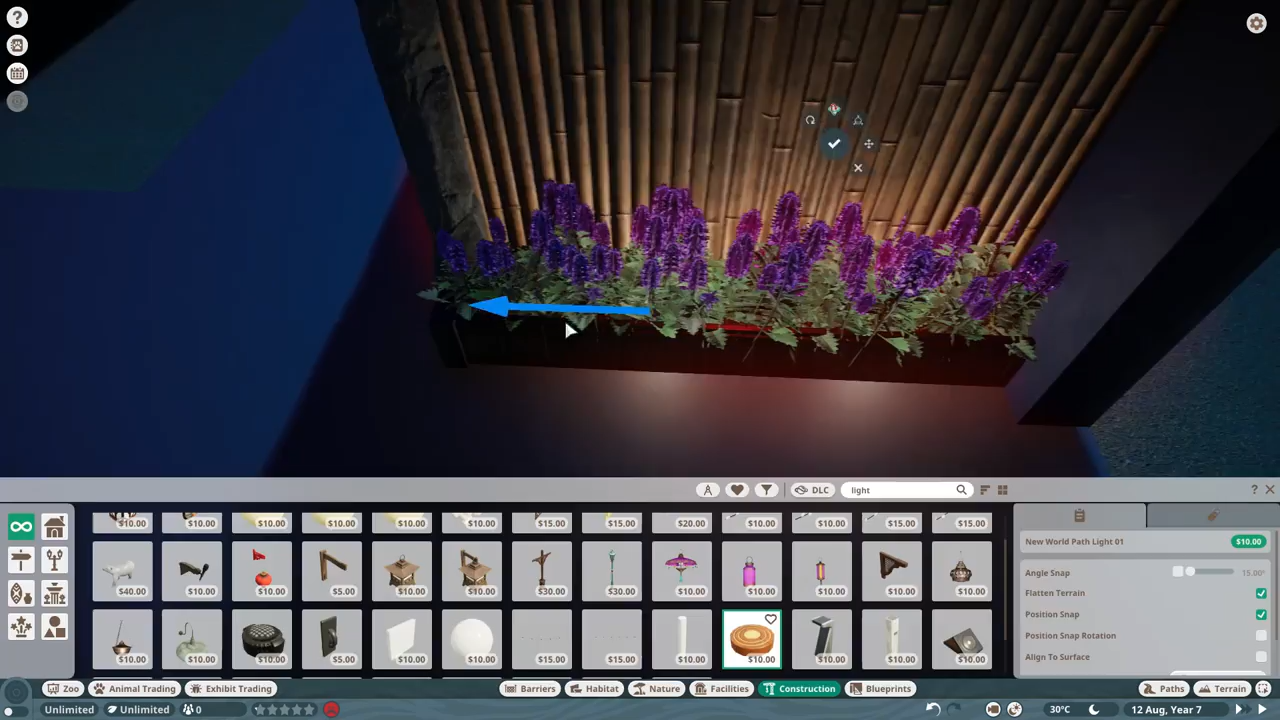 A DLC light ?
$10.00 $10.00 $10.00 $10.00 $10.00 $10.00 $15.00 $15.00 $20.00 $10.00 $10.00 $15.00 $15.00
New World Path Light 01 $10.00
Angle Snap 15.00°
$40.00 $10.00 $10.00 $5.00 $10.00 $10.00 $30.00 $30.00 $10.00 $10.00 $10.00 $10.00 $10.00
Flatten Terrain
Position Snap
Position Snap Rotation
Align To Surface
$10.00 $10.00 $10.00 $5.00 $10.00 $10.00 $15.00 $15.00 $10.00 $10.00 $10.00 $10.00 $10.00
Zoo Animal Trading Exhibit Trading Barriers Habitat Nature Facilities Construction Blueprints Paths Terrain
Unlimited Unlimited 0 30°C 12 Aug, Year 7